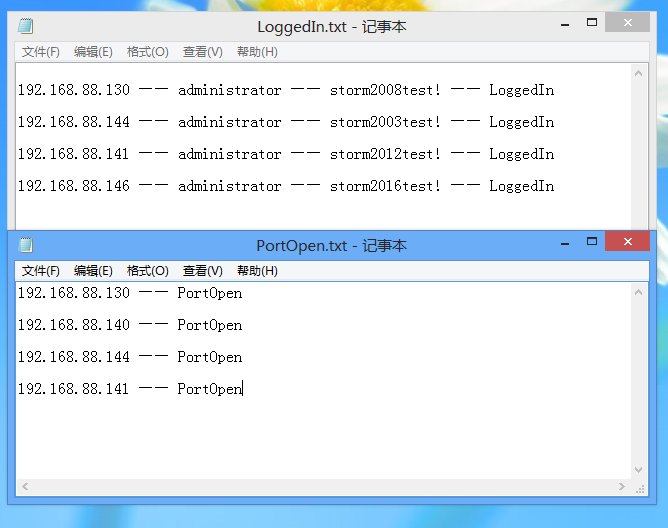 LoggedIn.txt - 记事本
文件(F) 编辑(E) 格式(O) 查看(V) 帮助(H)
192.168.88.130 —— administrator —— storm2008test! —— LoggedIn
192.168.88.144 —— administrator —— storm2003test! —— LoggedIn
192.168.88.141 —— administrator —— storm2012test! —— LoggedIn
192.168.88.146 —— administrator —— storm2016test! —— LoggedIn
PortOpen.txt - 记事本
文件(F) 编辑(E) 格式(O) 查看(V) 帮助(H)
192.168.88.130 —— PortOpen
192.168.88.140 —— PortOpen
192.168.88.144 —— PortOpen
192.168.88.141 —— PortOpen